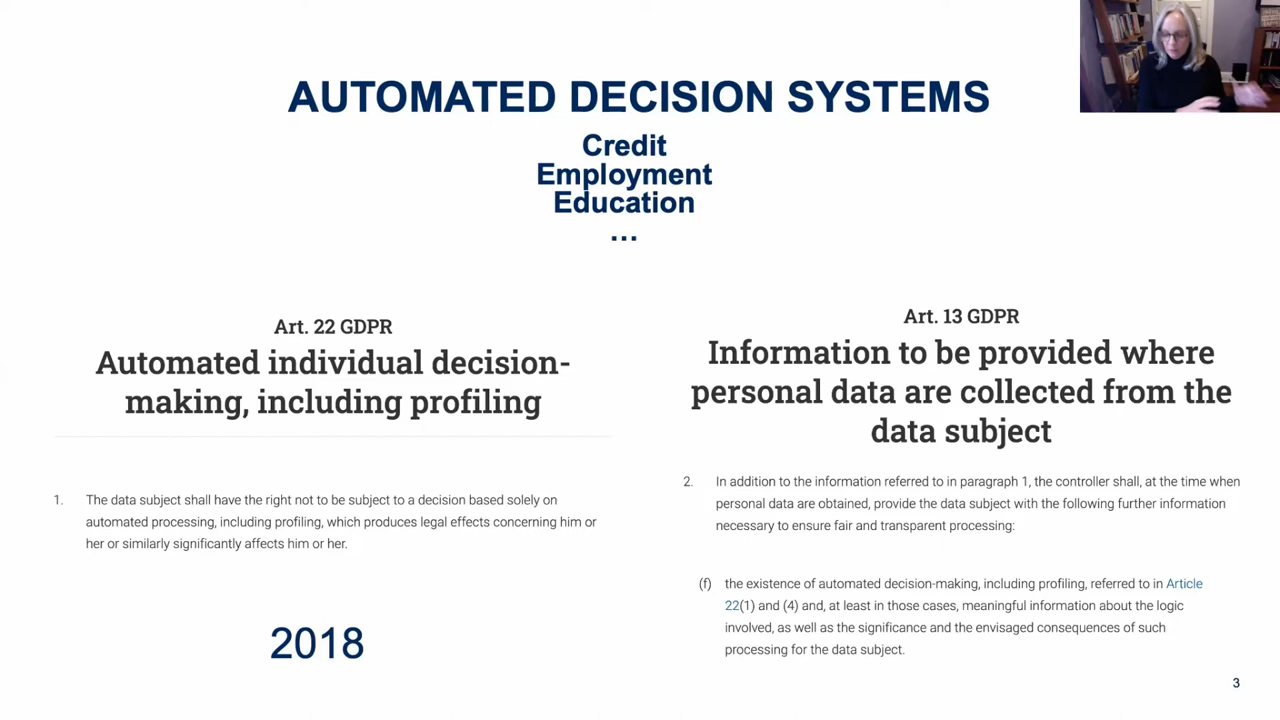 AUTOMATED DECISION SYSTEMS
Credit
Employment
Education
...
Art. 22 GDPR
Automated individual decision-
making, including profiling
1. The data subject shall have the right not to be subject to a decision based solely on
automated processing, including profiling, which produces legal effects concerning him or
her or similarly significantly affects him or her.
2018
Art. 13 GDPR
Information to be provided where
personal data are collected from the
data subject
2. In addition to the information referred to in paragraph 1, the controller shall, at the time when
personal data are obtained, provide the data subject with the following further information
necessary to ensure fair and transparent processing:
(f) the existence of automated decision-making, including profiling, referred to in Article
22(1) and (4) and, at least in those cases, meaningful information about the logic
involved, as well as the significance and the envisaged consequences of such
processing for the data subject.
3